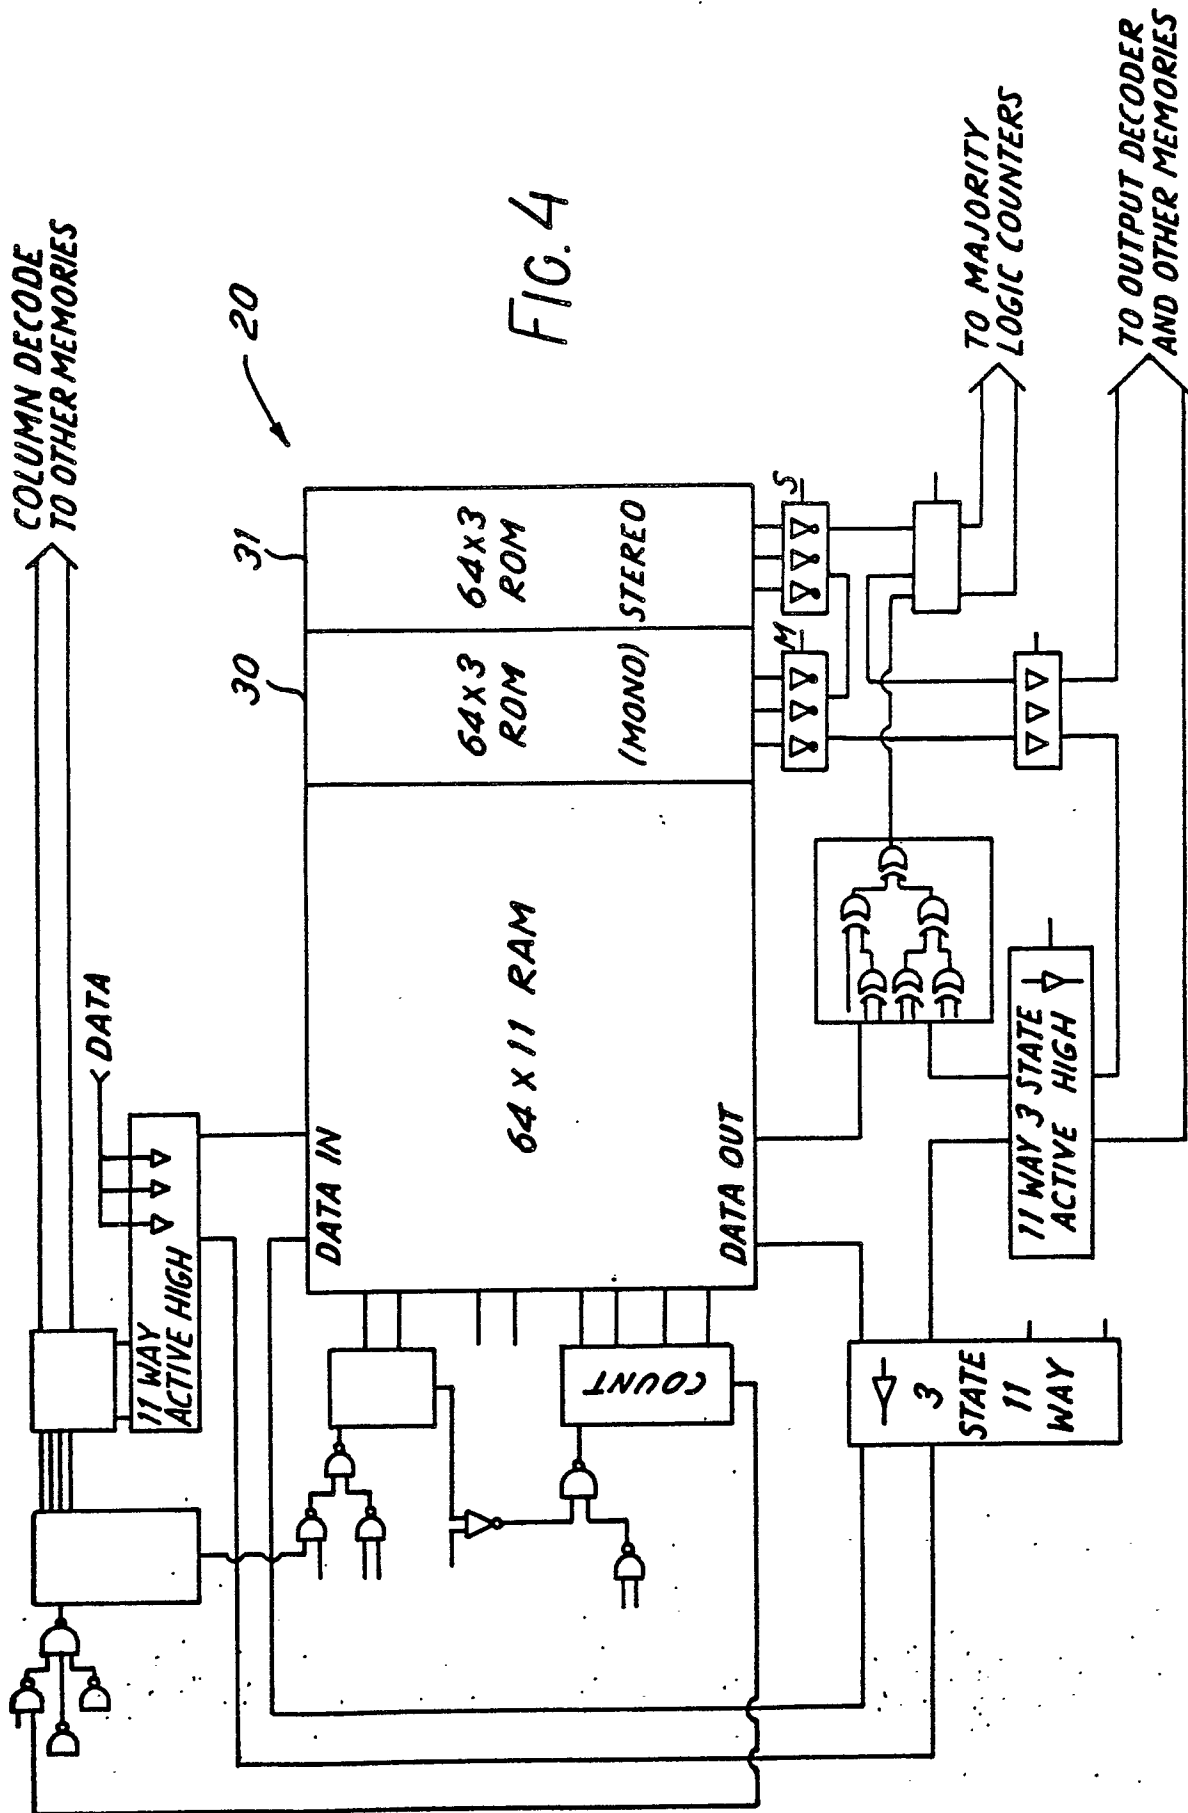 COLUMN DECODE
TO OTHER MEMORIES
DATA
11 WAY
ACTIVE HIGH
20
FIG. 4
30
31
DATA IN
64 x 11 RAM
DATA OUT
64x3
ROM
(MONO)
64x3
ROM
STEREO
COUNT
M
S
3
STATE
11
WAY
11 WAY 3 STATE
ACTIVE HIGH
TO MAJORITY
LOGIC COUNTERS
TO OUTPUT DECODER
AND OTHER MEMORIES